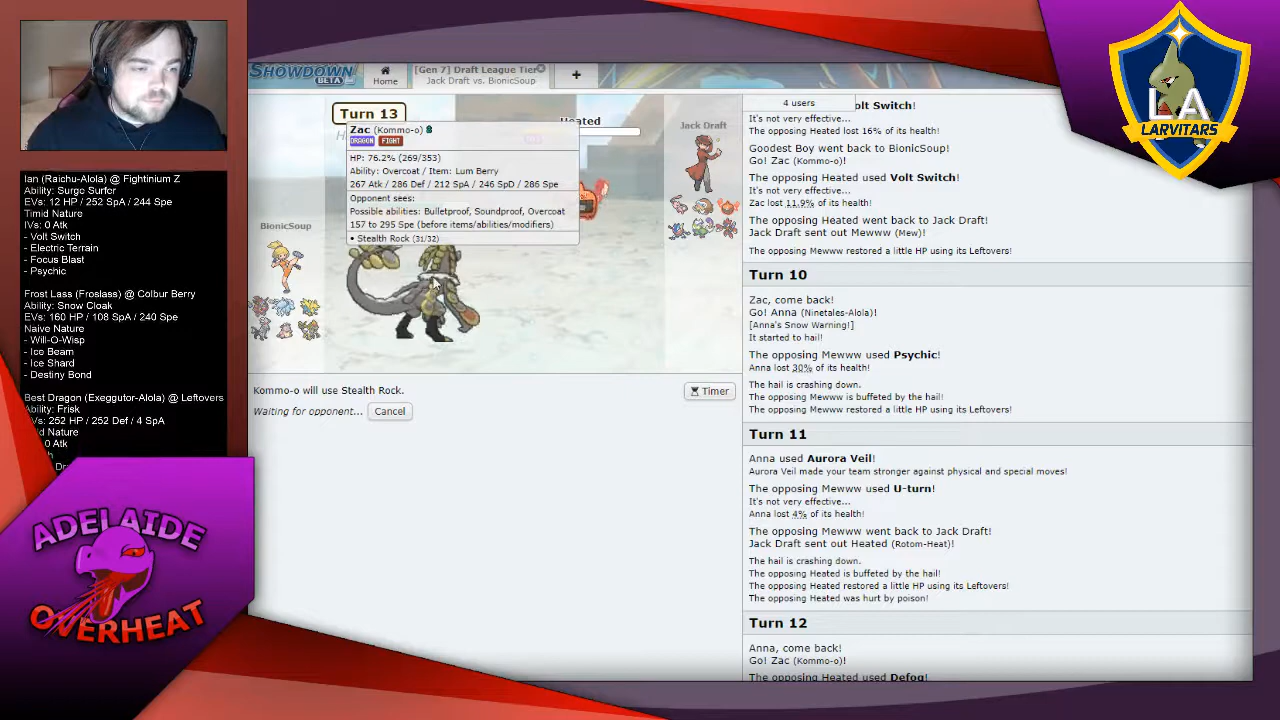 Ian (Raichu-Alola) @ Fightinium Z
Ability: Surge Surfer
EVs: 12 HP / 252 SpA / 244 Spe
Timid Nature
IVs: 0 Atk
- Volt Switch
- Electric Terrain
- Focus Blast
- Psychic
Frost Lass (Froslass) @ Colbur Berry
Ability: Snow Cloak
EVs: 160 HP / 108 SpA / 240 Spe
Naive Nature
- Will-O-Wisp
- Ice Beam
- Ice Shard
- Destiny Bond
Best Dragon (Exeggutor-Alola) @ Leftovers
Ability: Frisk
EVs: 252 HP / 252 Def / 4 SpA
d Nature
0 Atk
ADELAIDE
OVERHEAT
SHOWDOWN
BETA
Home
[Gen 7] Draft League Tier
Jack Draft vs. BionicSoup
+
Turn 13
Heated
Zac (Kommo-o)
DRAGON FIGHT
HP: 76.2% (269/353)
Ability: Overcoat / Item: Lum Berry
267 Atk / 286 Def / 212 SpA / 246 SpD / 286 Spe
Opponent sees:
Possible abilities: Bulletproof, Soundproof, Overcoat
157 to 295 Spe (before items/abilities/modifiers)
• Stealth Rock (31/32)
BionicSoup
Jack Draft
Kommo-o will use Stealth Rock.
Waiting for opponent... Cancel
Timer
4 users
olt Switch!
It's not very effective...
The opposing Heated lost 16% of its health!
Goodest Boy went back to BionicSoup!
Go! Zac (Kommo-o)!
The opposing Heated used Volt Switch!
It's not very effective...
Zac lost 11.9% of its health!
The opposing Heated went back to Jack Draft!
Jack Draft sent out Mewww (Mew)!
The opposing Mewww restored a little HP using its Leftovers!
Turn 10
Zac, come back!
Go! Anna (Ninetales-Alola)!
[Anna's Snow Warning!]
It started to hail!
The opposing Mewww used Psychic!
Anna lost 30% of its health!
The hail is crashing down.
The opposing Mewww is buffeted by the hail!
The opposing Mewww restored a little HP using its Leftovers!
Turn 11
Anna used Aurora Veil!
Aurora Veil made your team stronger against physical and special moves!
The opposing Mewww used U-turn!
It's not very effective...
Anna lost 4% of its health!
The opposing Mewww went back to Jack Draft!
Jack Draft sent out Heated (Rotom-Heat)!
The hail is crashing down.
The opposing Heated is buffeted by the hail!
The opposing Heated restored a little HP using its Leftovers!
The opposing Heated was hurt by poison!
Turn 12
Anna, come back!
Go! Zac (Kommo-o)!
The opposing Heated used Defog!
LA
LARVITARS